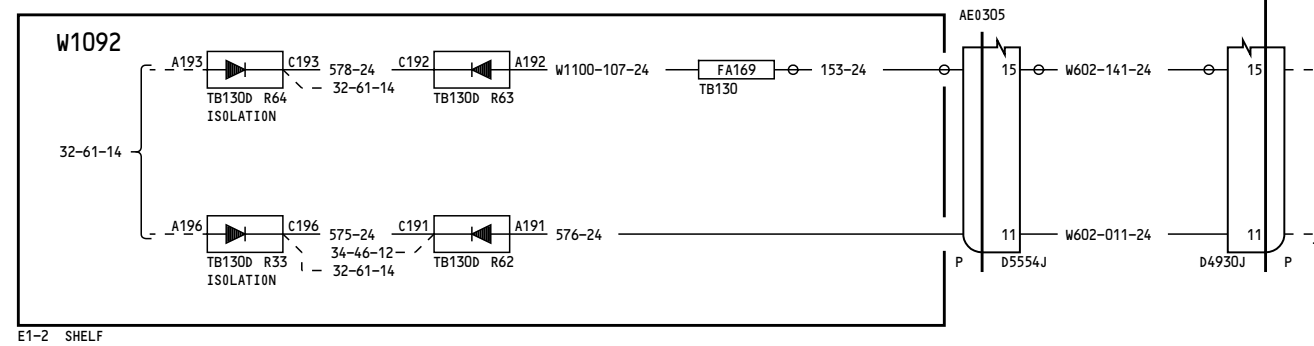 AE0305
W1092
A193 C193 578-24 C192 A192 W1100-107-24 FA169 153-24 15 W602-141-24 15
32-61-14
TB130D R64 TB130D R63 TB130
ISOLATION
32-61-14
A196 C196 575-24 C191 A191 576-24 11 W602-011-24 11
34-46-12
32-61-14
TB130D R33 TB130D R62 P D5554J D4930J P
ISOLATION
E1-2 SHELF